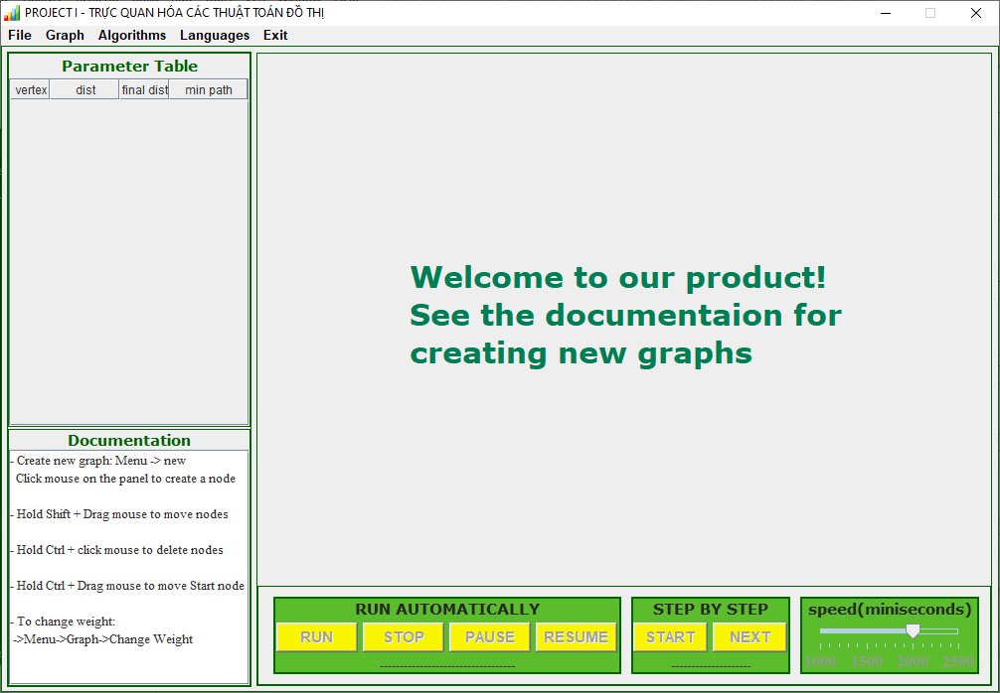 PROJECT I - TRỰC QUAN HÓA CÁC THUẬT TOÁN ĐỒ THỊ
File Graph Algorithms Languages Exit
Parameter Table
vertex dist final dist min path
Welcome to our product!
See the documentaion for
creating new graphs
Documentation
- Create new graph: Menu -> new
Click mouse on the panel to create a node
- Hold Shift + Drag mouse to move nodes
- Hold Ctrl + click mouse to delete nodes
- Hold Ctrl + Drag mouse to move Start node
- To change weight:
->Menu->Graph->Change Weight
RUN AUTOMATICALLY
RUN STOP PAUSE RESUME
----------------------------------
STEP BY STEP
START NEXT
--------------------
speed(miniseconds)
1000 1500 2000 2500